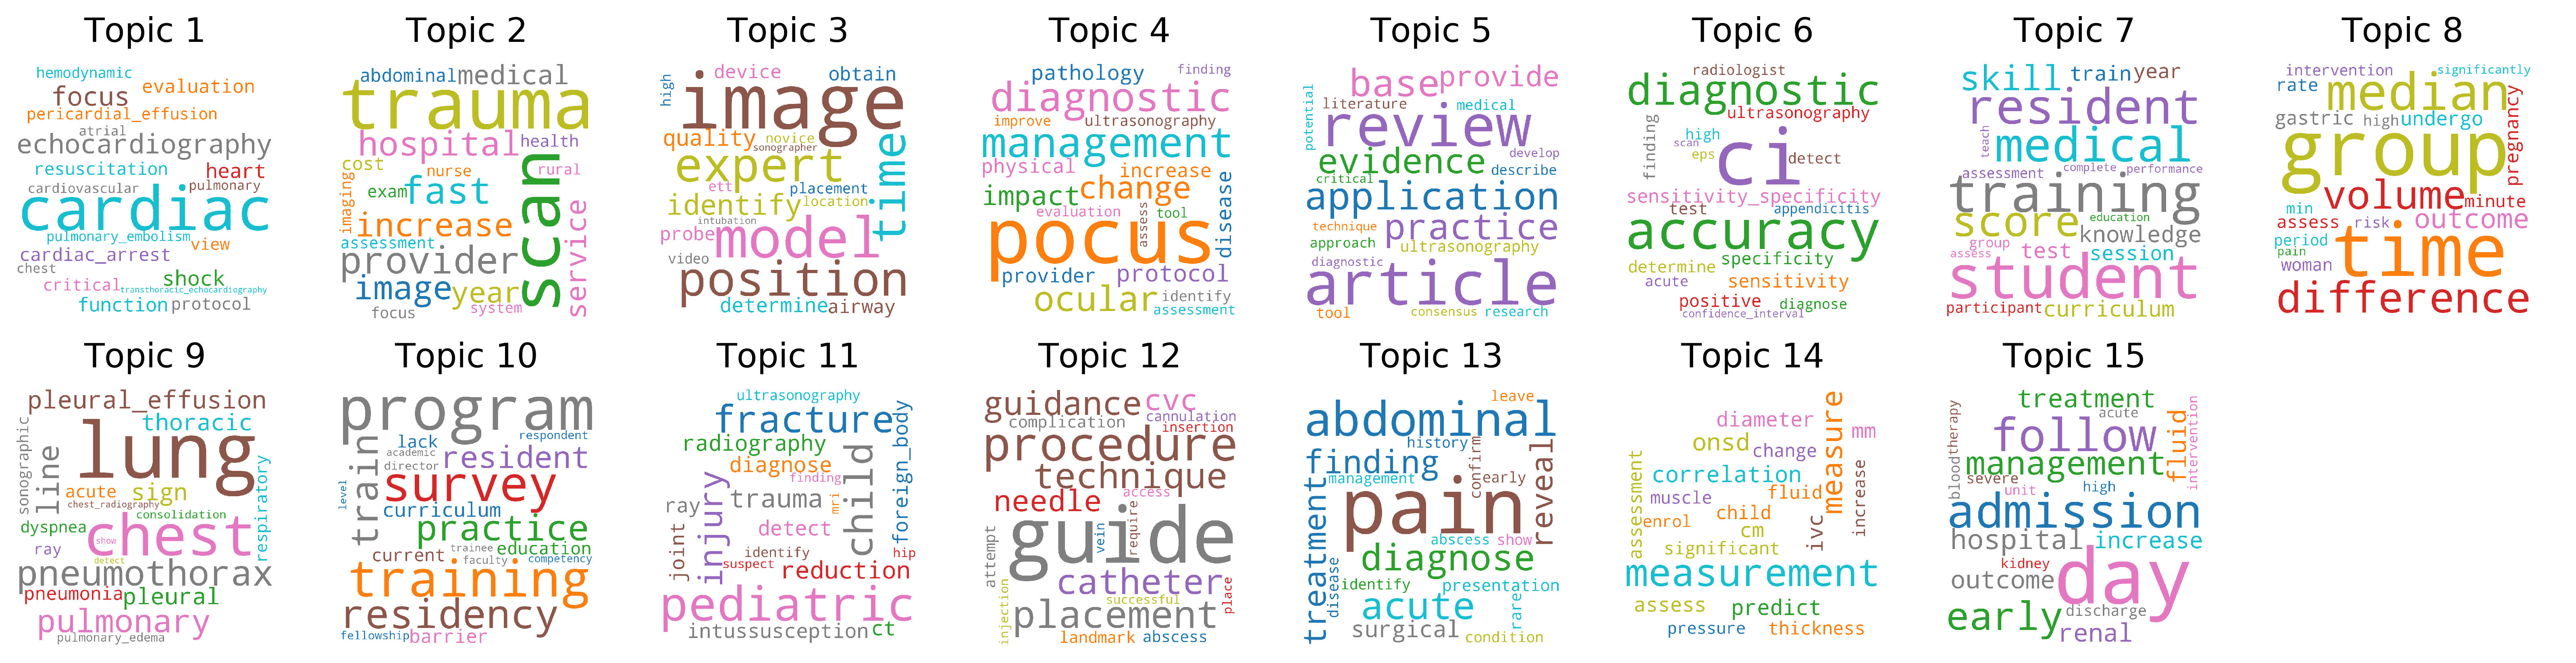 Topic 1
hemodynamic
evaluation
focus
pericardial_effusion
atrial
echocardiography
resuscitation
heart
cardiovascular
pulmonary
cardiac
pulmonary_embolism
view
cardiac_arrest
chest
shock
critical
transthoracic_echocardiography
function
protocol
Topic 2
abdominal
medical
trauma
hospital
health
cost
nurse
rural
imaging
exam
fast
scan
increase
service
assessment
provider
image
year
focus
system
Topic 3
device
obtain
high
image
quality
novice
sonographer
expert
time
ett
placement
identify
location
intubation
probe
model
video
position
determine
airway
Topic 4
pathology
finding
diagnostic
improve
ultrasonography
management
physical
increase
impact
change
disease
evaluation
assess
tool
pocus
provider
protocol
ocular
identify
assessment
Topic 5
base
provide
potential
literature
medical
review
evidence
develop
critical
describe
application
technique
practice
approach
ultrasonography
diagnostic
article
tool
consensus
research
Topic 6
radiologist
diagnostic
ultrasonography
finding
high
scan
eps
ci
detect
sensitivity_specificity
test
appendicitis
accuracy
determine
specificity
acute
sensitivity
positive
diagnose
confidence_interval
Topic 7
skill
train
year
resident
teach
medical
assessment
complete
performance
training
score
education
knowledge
group
assess
test
session
student
participant
curriculum
Topic 8
intervention
significantly
rate
median
gastric
high
undergo
pregnancy
group
volume
minute
min
assess
risk
outcome
period
pain
time
woman
difference
Topic 9
pleural_effusion
thoracic
sonographic
lung
line
respiratory
acute
sign
chest_radiography
consolidation
dyspnea
chest
ray
show
detect
pneumothorax
pneumonia
pleural
pulmonary
pulmonary_edema
Topic 10
program
lack
respondent
train
academic
director
resident
level
survey
curriculum
practice
current
trainee
education
faculty
competency
training
residency
fellowship
barrier
Topic 11
ultrasonography
fracture
radiography
foreign_body
child
diagnose
finding
injury
trauma
mri
ray
detect
joint
identify
hip
suspect
reduction
pediatric
intussusception
ct
Topic 12
guidance
cvc
complication
cannulation
insertion
procedure
technique
needle
access
guide
vein
require
attempt
catheter
successful
place
placement
injection
landmark
abscess
Topic 13
leave
abdominal
history
finding
confirm
reveal
management
early
pain
treatment
abscess
show
diagnose
disease
identify
presentation
acute
rare
surgical
condition
Topic 14
measure
diameter
mm
onsd
change
correlation
assessment
muscle
fluid
increase
enrol
child
ivc
cm
significant
measurement
assess
predict
pressure
thickness
Topic 15
treatment
acute
therapy
follow
fluid
intervention
management
severe
blood
unit
high
admission
hospital
increase
kidney
outcome
day
early
discharge
renal